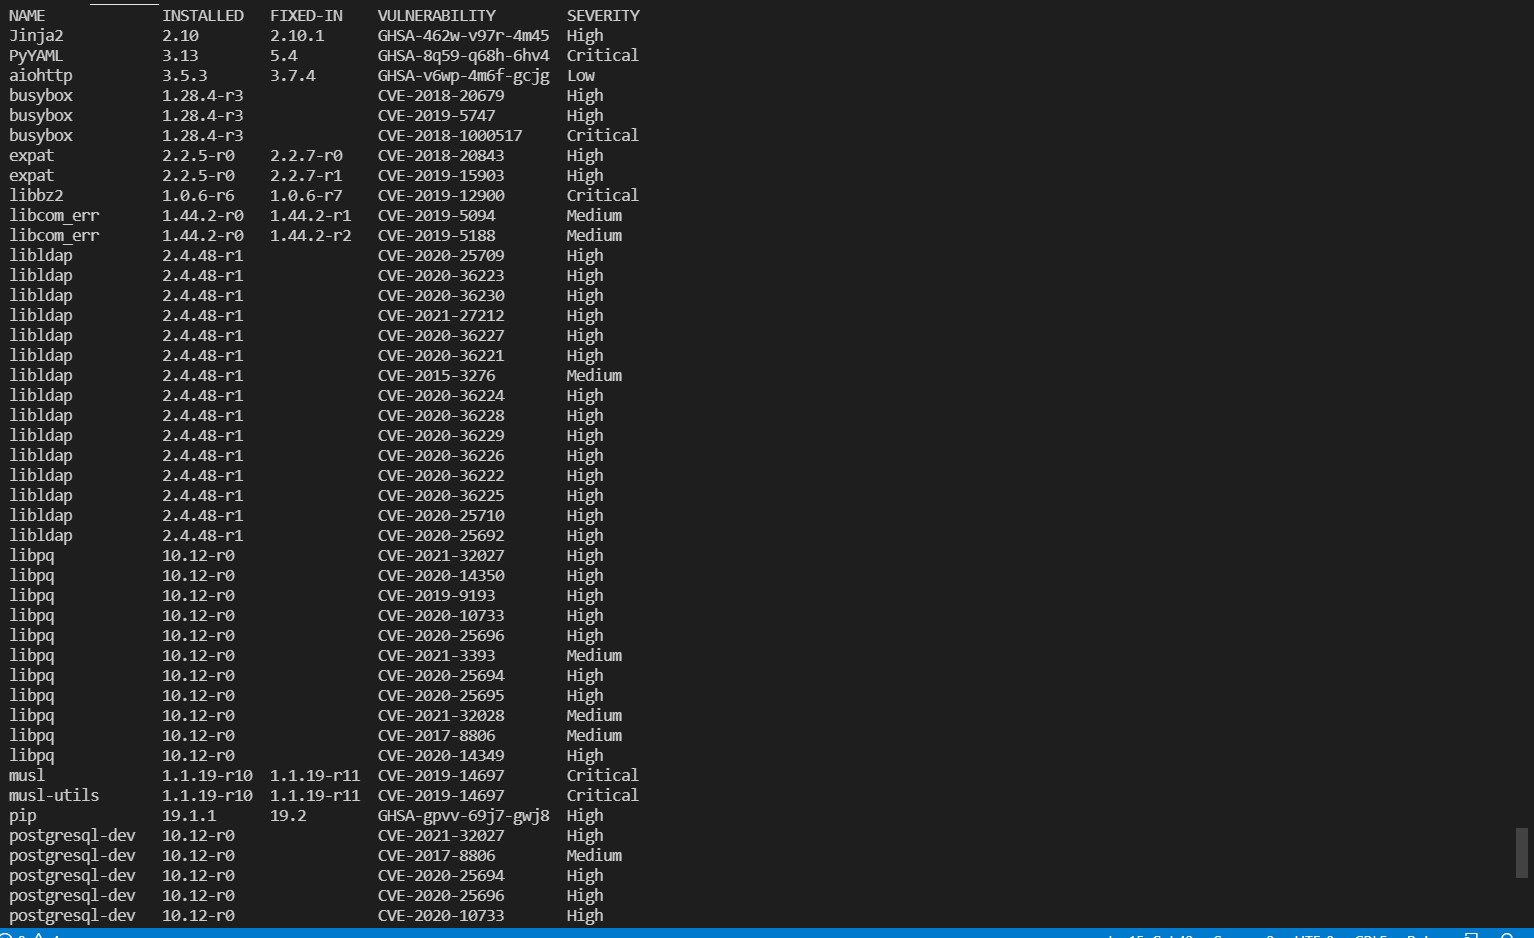 NAME INSTALLED FIXED-IN VULNERABILITY SEVERITY
Jinja2 2.10 2.10.1 GHSA-462w-v97r-4m45 High
PyYAML 3.13 5.4 GHSA-8q59-q68h-6hv4 Critical
aiohttp 3.5.3 3.7.4 GHSA-v6wp-4m6f-gcjg Low
busybox 1.28.4-r3 CVE-2018-20679 High
busybox 1.28.4-r3 CVE-2019-5747 High
busybox 1.28.4-r3 CVE-2018-1000517 Critical
expat 2.2.5-r0 2.2.7-r0 CVE-2018-20843 High
expat 2.2.5-r0 2.2.7-r1 CVE-2019-15903 High
libbz2 1.0.6-r6 1.0.6-r7 CVE-2019-12900 Critical
libcom_err 1.44.2-r0 1.44.2-r1 CVE-2019-5094 Medium
libcom_err 1.44.2-r0 1.44.2-r2 CVE-2019-5188 Medium
libldap 2.4.48-r1 CVE-2020-25709 High
libldap 2.4.48-r1 CVE-2020-36223 High
libldap 2.4.48-r1 CVE-2020-36230 High
libldap 2.4.48-r1 CVE-2021-27212 High
libldap 2.4.48-r1 CVE-2020-36227 High
libldap 2.4.48-r1 CVE-2020-36221 High
libldap 2.4.48-r1 CVE-2015-3276 Medium
libldap 2.4.48-r1 CVE-2020-36224 High
libldap 2.4.48-r1 CVE-2020-36228 High
libldap 2.4.48-r1 CVE-2020-36229 High
libldap 2.4.48-r1 CVE-2020-36226 High
libldap 2.4.48-r1 CVE-2020-36222 High
libldap 2.4.48-r1 CVE-2020-36225 High
libldap 2.4.48-r1 CVE-2020-25710 High
libldap 2.4.48-r1 CVE-2020-25692 High
libpq 10.12-r0 CVE-2021-32027 High
libpq 10.12-r0 CVE-2020-14350 High
libpq 10.12-r0 CVE-2019-9193 High
libpq 10.12-r0 CVE-2020-10733 High
libpq 10.12-r0 CVE-2020-25696 High
libpq 10.12-r0 CVE-2021-3393 Medium
libpq 10.12-r0 CVE-2020-25694 High
libpq 10.12-r0 CVE-2020-25695 High
libpq 10.12-r0 CVE-2021-32028 Medium
libpq 10.12-r0 CVE-2017-8806 Medium
libpq 10.12-r0 CVE-2020-14349 High
musl 1.1.19-r10 1.1.19-r11 CVE-2019-14697 Critical
musl-utils 1.1.19-r10 1.1.19-r11 CVE-2019-14697 Critical
pip 19.1.1 19.2 GHSA-gpvv-69j7-gwj8 High
postgresql-dev 10.12-r0 CVE-2021-32027 High
postgresql-dev 10.12-r0 CVE-2017-8806 Medium
postgresql-dev 10.12-r0 CVE-2020-25694 High
postgresql-dev 10.12-r0 CVE-2020-25696 High
postgresql-dev 10.12-r0 CVE-2020-10733 High